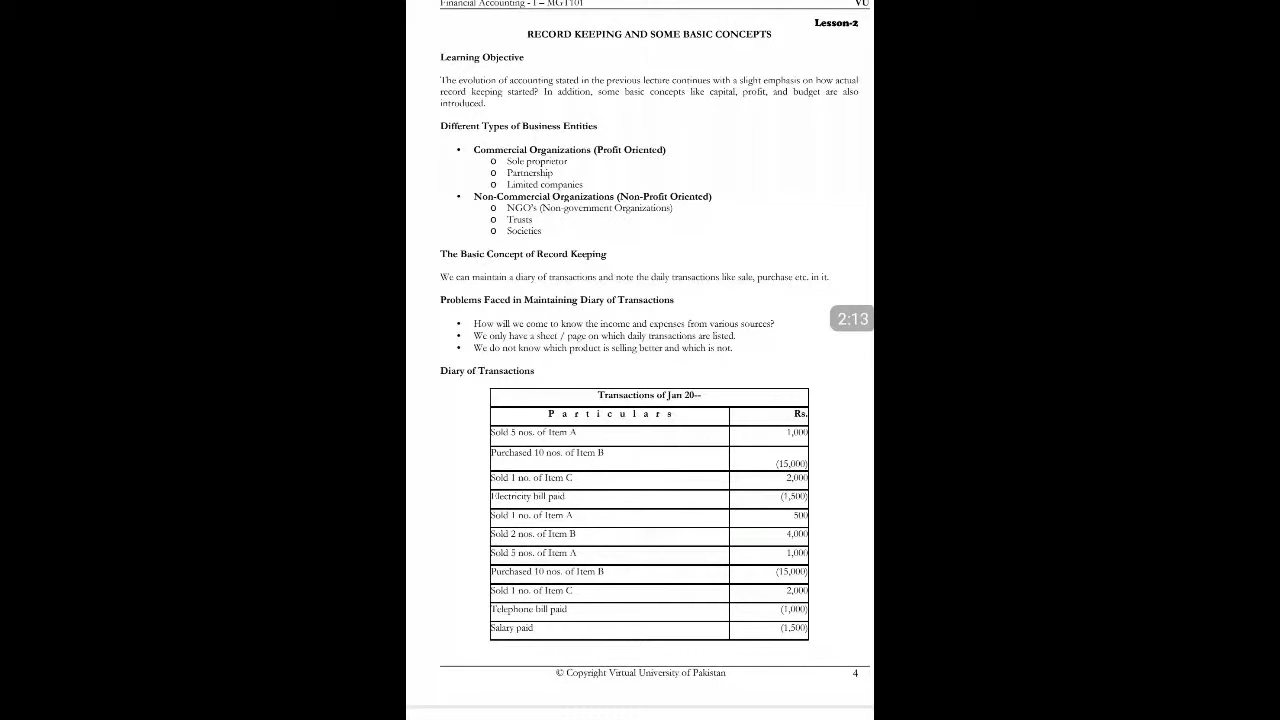 Financial Accounting - I – MGT101 VU
Lesson-2
RECORD KEEPING AND SOME BASIC CONCEPTS
Learning Objective
The evolution of accounting stated in the previous lecture continues with a slight emphasis on how actual
record keeping started? In addition, some basic concepts like capital, profit, and budget are also
introduced.
Different Types of Business Entities
• Commercial Organizations (Profit Oriented)
o Sole proprietor
o Partnership
o Limited companies
• Non-Commercial Organizations (Non-Profit Oriented)
o NGO's (Non-government Organizations)
o Trusts
o Societies
The Basic Concept of Record Keeping
We can maintain a diary of transactions and note the daily transactions like sale, purchase etc. in it.
Problems Faced in Maintaining Diary of Transactions
• How will we come to know the income and expenses from various sources?
• We only have a sheet / page on which daily transactions are listed.
• We do not know which product is selling better and which is not.
2:13
Diary of Transactions
Transactions of Jan 20--
P a r t i c u l a r s Rs.
Sold 5 nos. of Item A 1,000
Purchased 10 nos. of Item B (15,000)
Sold 1 no. of Item C 2,000
Electricity bill paid (1,500)
Sold 1 no. of Item A 500
Sold 2 nos. of Item B 4,000
Sold 5 nos. of Item A 1,000
Purchased 10 nos. of Item B (15,000)
Sold 1 no. of Item C 2,000
Telephone bill paid (1,000)
Salary paid (1,500)
© Copyright Virtual University of Pakistan 4